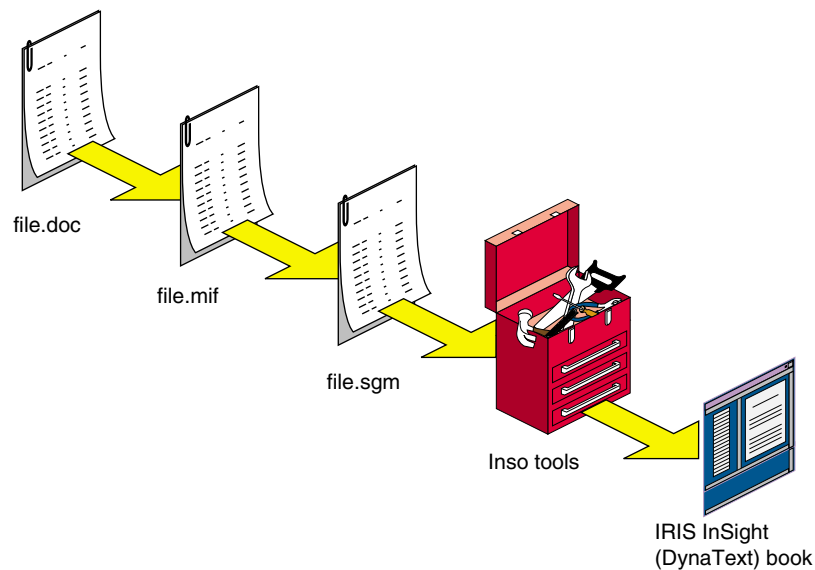 file.doc
file.mif
file.sgm
Inso tools
IRIS InSight
(DynaText) book